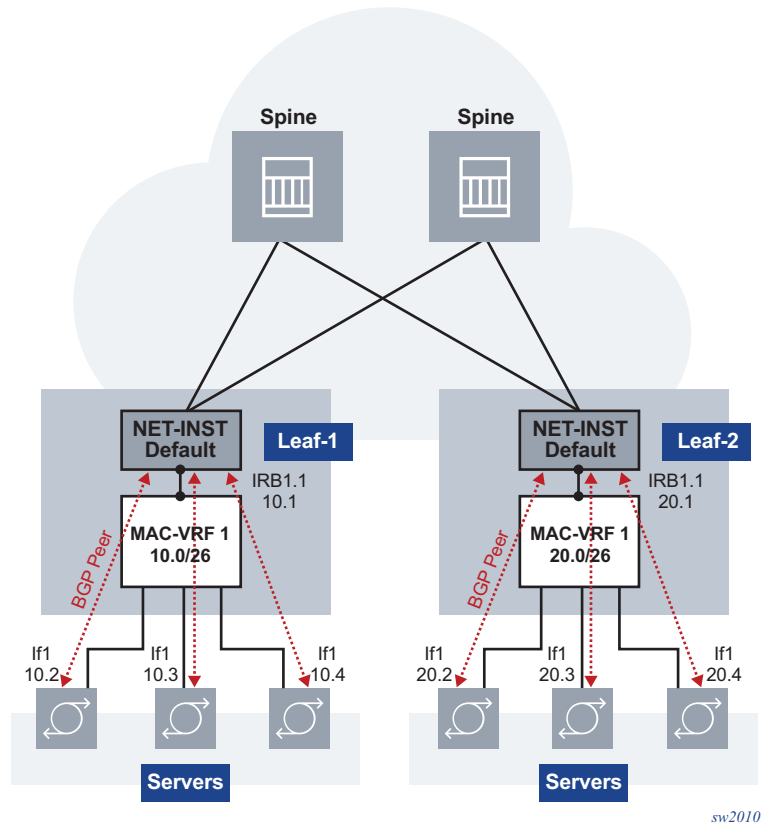 Spine
Spine
NET-INST
Default
Leaf-1
IRB1.1
10.1
MAC-VRF 1
10.0/26
BGP Peer
If1
10.2
If1
10.3
If1
10.4
Servers
NET-INST
Default
Leaf-2
IRB1.1
20.1
MAC-VRF 1
20.0/26
BGP Peer
If1
20.2
If1
20.3
If1
20.4
Servers
sw2010